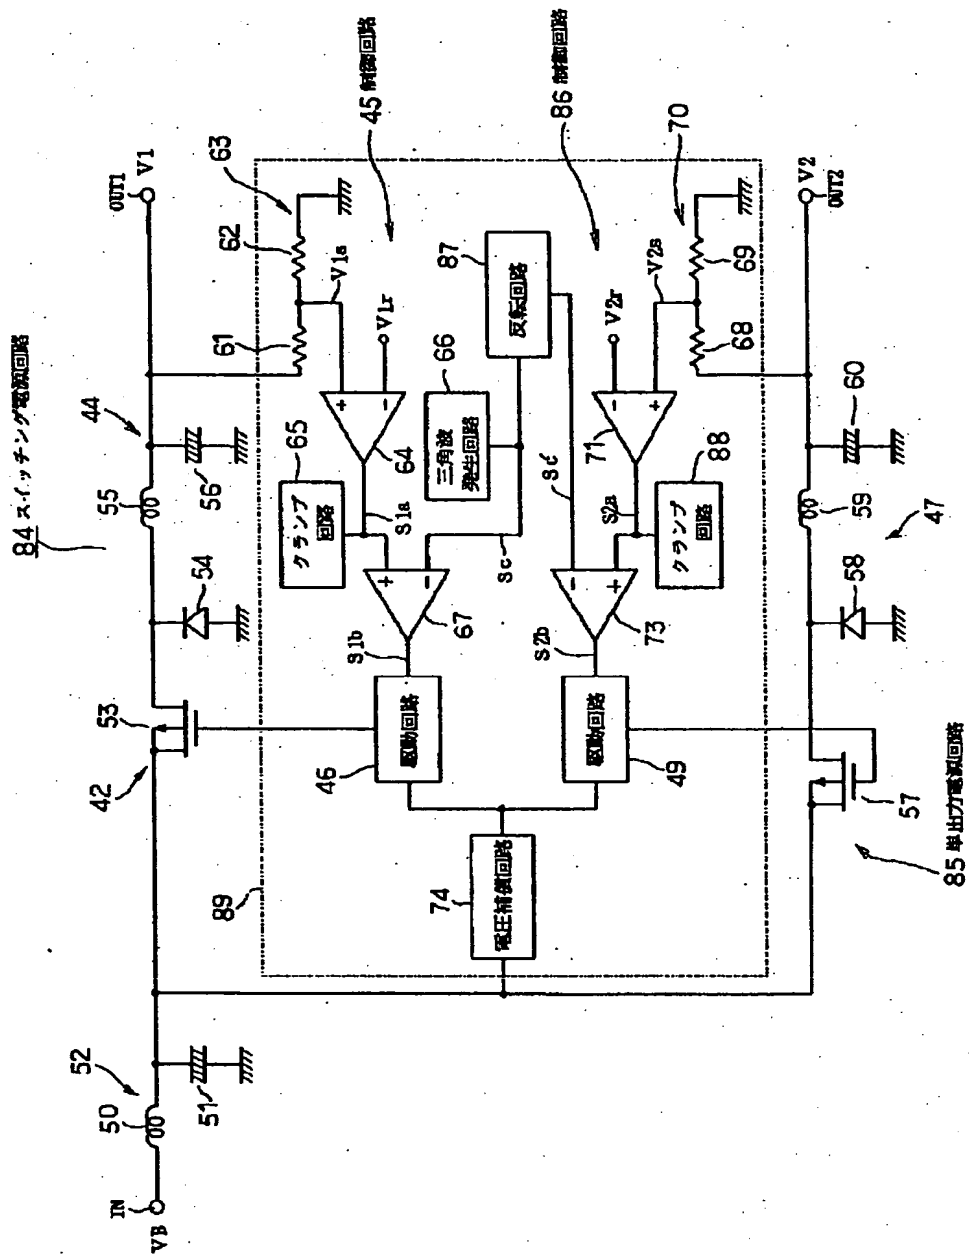 84 スイッチング電源回路
IN
VB
50
52
51
42
53
54
55
44
56
OUT1
V1
63
62
61
V1a
V1r
45 制御回路
65
クランプ
回路
64
S1a
66
三角波
発生回路
67
S1b
Sc
46
駆動回路
87
反転回路
Sc'
86 制御回路
70
V2r
V2a
69
68
71
S2a
88
クランプ
回路
73
S2b
駆動回路
49
89
74
電圧補償回路
57
58
59
60
47
V2
OUT2
85 単出力電源回路
+
-
+
-
-
+
-
+